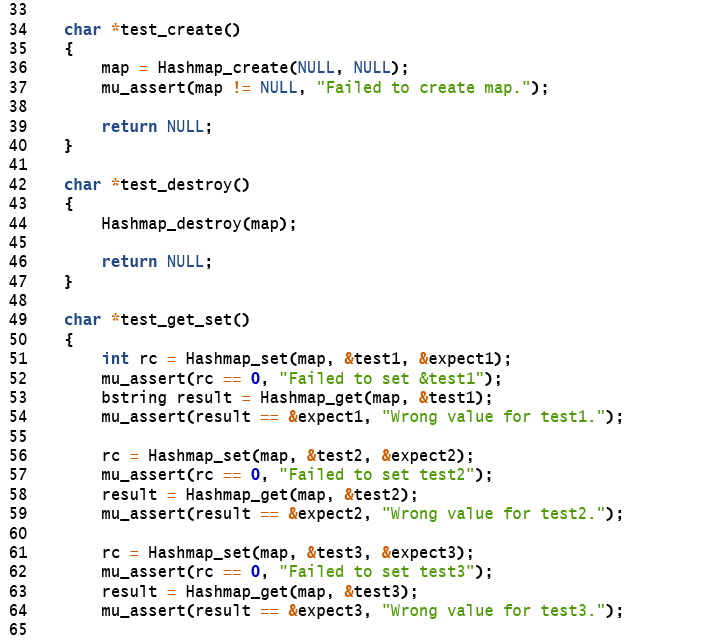 33
34    char *test_create()
35    {
36        map = Hashmap_create(NULL, NULL);
37        mu_assert(map != NULL, "Failed to create map.");
38
39        return NULL;
40    }
41
42    char *test_destroy()
43    {
44        Hashmap_destroy(map);
45
46        return NULL;
47    }
48
49    char *test_get_set()
50    {
51        int rc = Hashmap_set(map, &test1, &expect1);
52        mu_assert(rc == 0, "Failed to set &test1");
53        bstring result = Hashmap_get(map, &test1);
54        mu_assert(result == &expect1, "Wrong value for test1.");
55
56        rc = Hashmap_set(map, &test2, &expect2);
57        mu_assert(rc == 0, "Failed to set test2");
58        result = Hashmap_get(map, &test2);
59        mu_assert(result == &expect2, "Wrong value for test2.");
60
61        rc = Hashmap_set(map, &test3, &expect3);
62        mu_assert(rc == 0, "Failed to set test3");
63        result = Hashmap_get(map, &test3);
64        mu_assert(result == &expect3, "Wrong value for test3.");
65